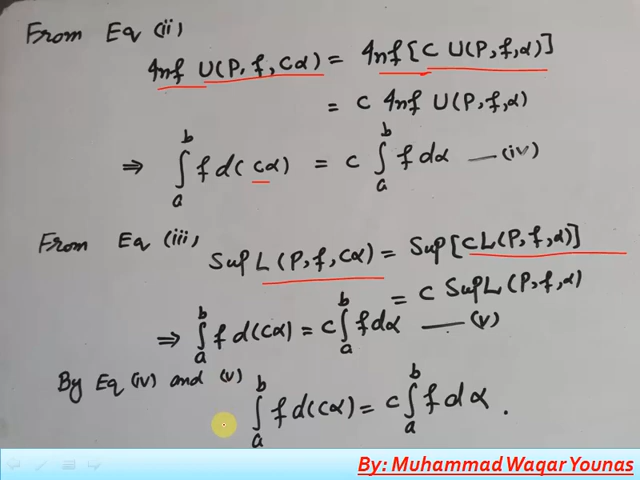 From Eq (ii)
Inf U(P, f, cα) = Inf [C U(P, f, α)]
= C Inf U(P, f, α)
⇒ ∫_a^b f d(cα) = c ∫_a^b f dα — (iv)
From Eq (iii),
Sup L(P, f, cα) = Sup [CL(P, f, α)]
= C Sup L(P, f, α)
⇒ ∫_a^b f d(cα) = c ∫_a^b f dα — (v)
By Eq (iv) and (v)
∫_a^b f d(cα) = c ∫_a^b f dα .
By: Muhammad Waqar Younas